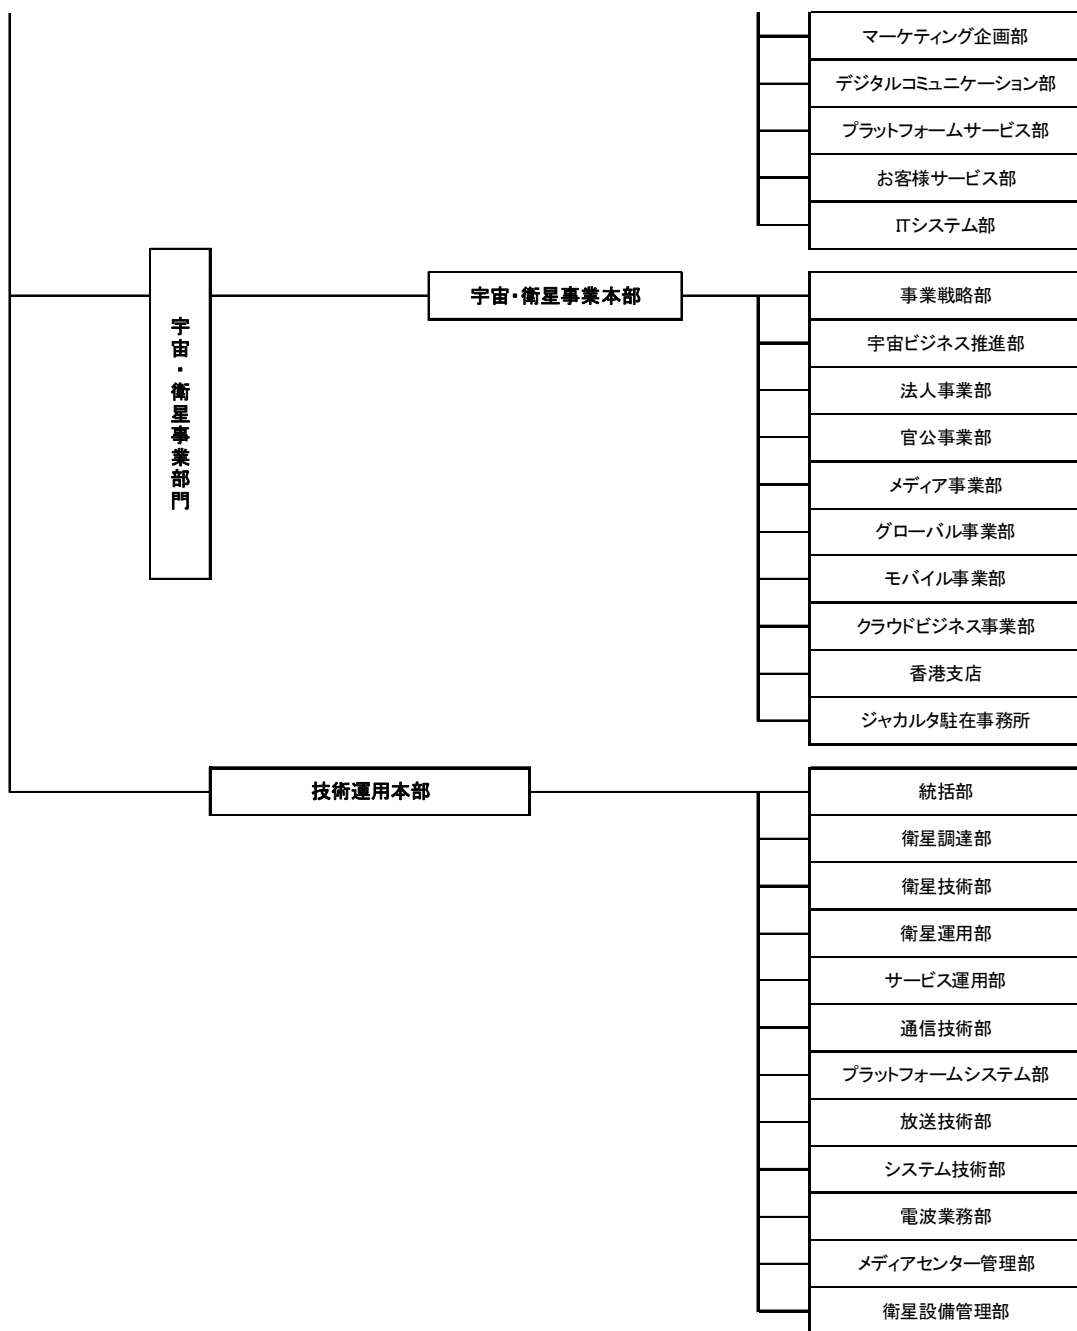 マーケティング企画部
デジタルコミュニケーション部
プラットフォームサービス部
お客様サービス部
ITシステム部
宇宙・衛星事業部門
宇宙・衛星事業本部
事業戦略部
宇宙ビジネス推進部
法人事業部
官公事業部
メディア事業部
グローバル事業部
モバイル事業部
クラウドビジネス事業部
香港支店
ジャカルタ駐在事務所
技術運用本部
統括部
衛星調達部
衛星技術部
衛星運用部
サービス運用部
通信技術部
プラットフォームシステム部
放送技術部
システム技術部
電波業務部
メディアセンター管理部
衛星設備管理部